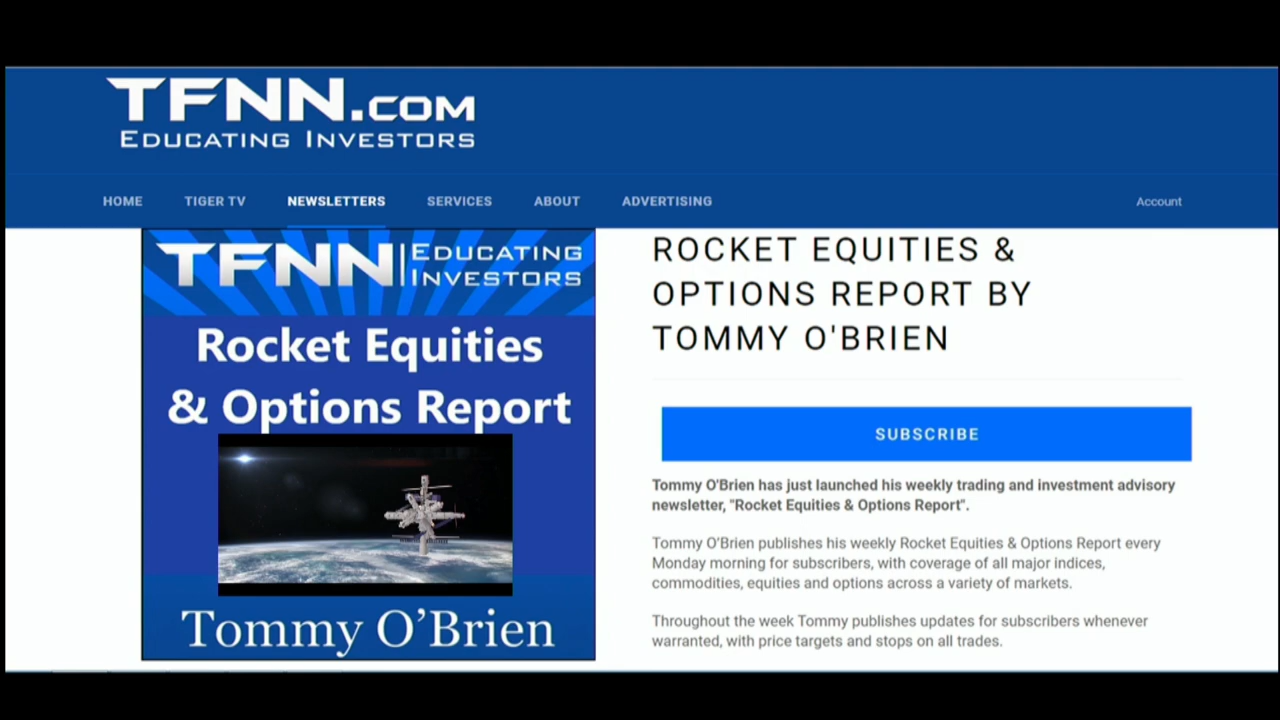 TFNN.COM
EDUCATING INVESTORS
HOME TIGER TV NEWSLETTERS SERVICES ABOUT ADVERTISING Account
TFNN | EDUCATING
INVESTORS
Rocket Equities
& Options Report
Tommy O’Brien
ROCKET EQUITIES &
OPTIONS REPORT BY
TOMMY O'BRIEN
SUBSCRIBE
Tommy O'Brien has just launched his weekly trading and investment advisory
newsletter, "Rocket Equities & Options Report".
Tommy O’Brien publishes his weekly Rocket Equities & Options Report every
Monday morning for subscribers, with coverage of all major indices,
commodities, equities and options across a variety of markets.
Throughout the week Tommy publishes updates for subscribers whenever
warranted, with price targets and stops on all trades.